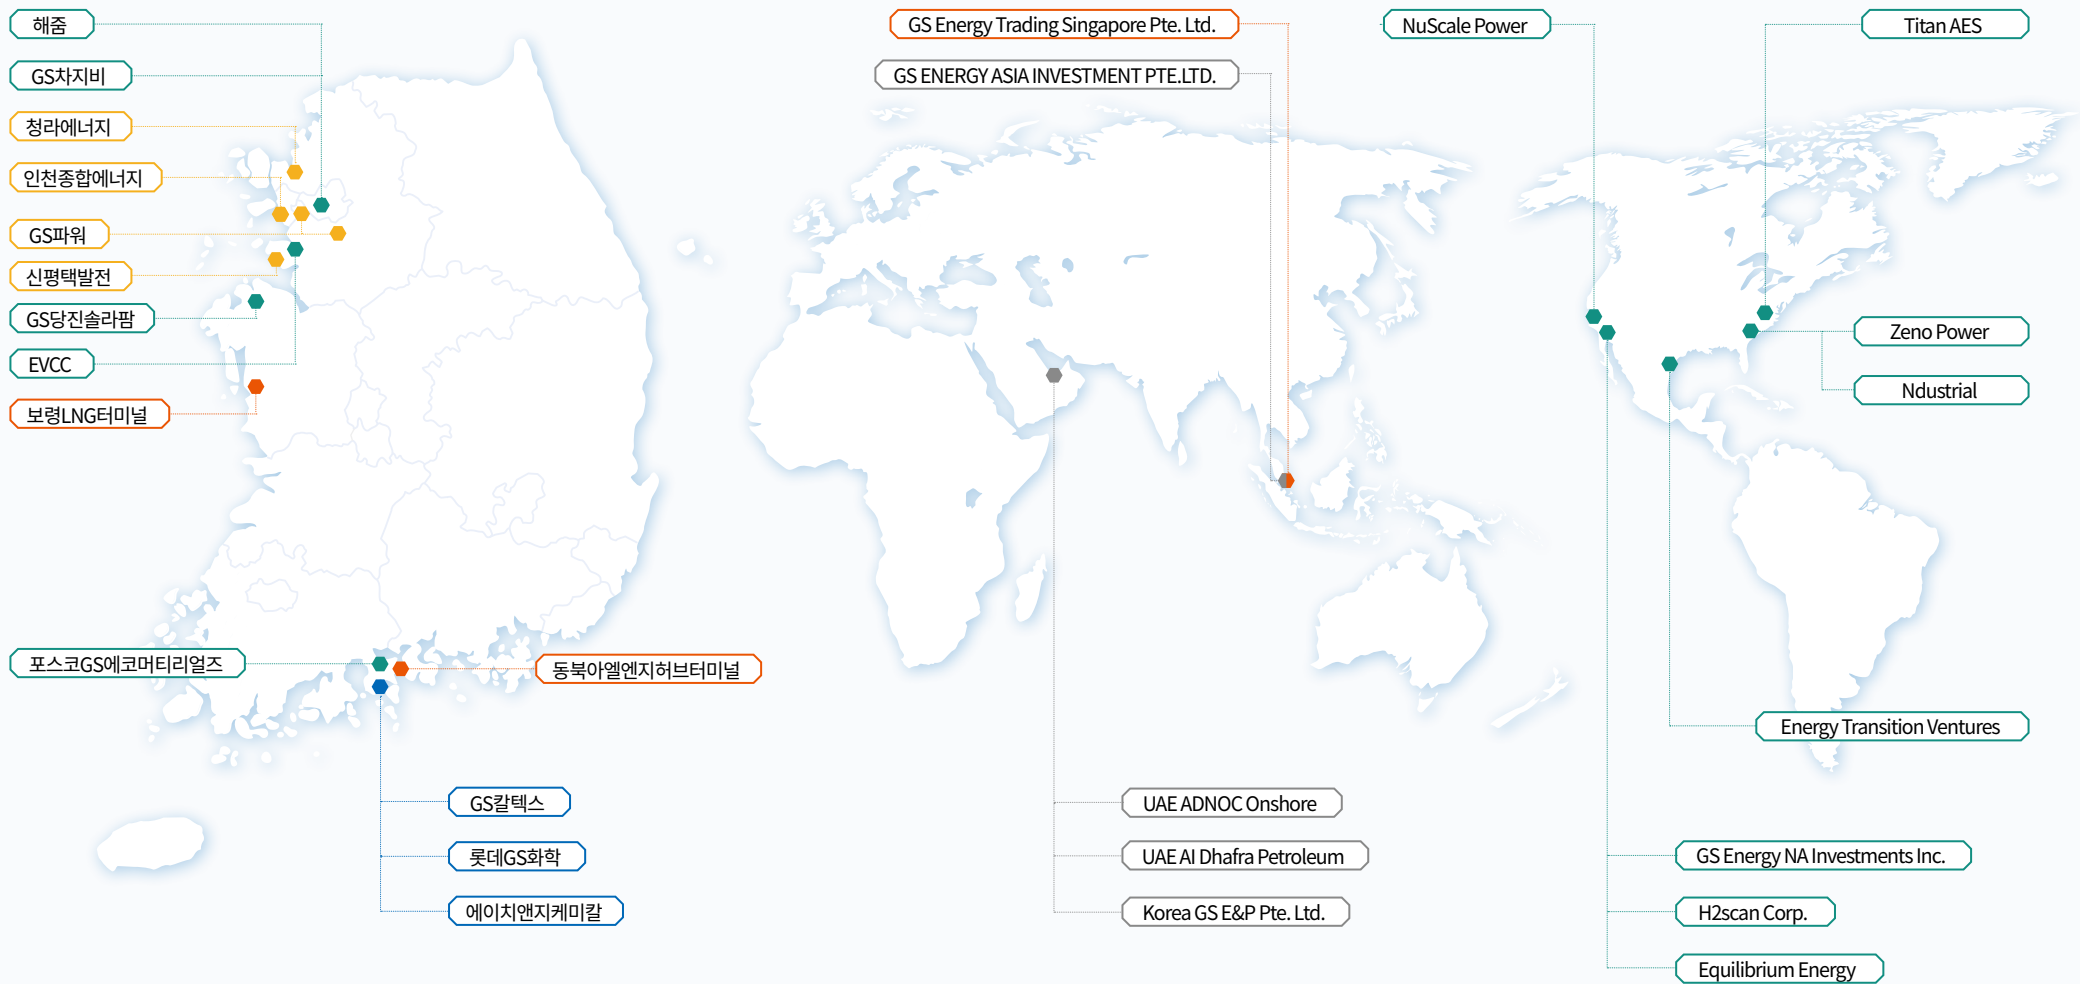 해줌
GS차지비
청라에너지
인천종합에너지
GS파워
신평택발전
GS당진솔라팜
EVCC
보령LNG터미널
포스코GS에코머티리얼즈
동북아엘엔지허브터미널
GS칼텍스
롯데GS화학
에이치앤지케미칼
GS Energy Trading Singapore Pte. Ltd.
GS ENERGY ASIA INVESTMENT PTE.LTD.
UAE ADNOC Onshore
UAE AI Dhafra Petroleum
Korea GS E&P Pte. Ltd.
NuScale Power
Titan AES
Zeno Power
Ndustrial
Energy Transition Ventures
GS Energy NA Investments Inc.
H2scan Corp.
Equilibrium Energy